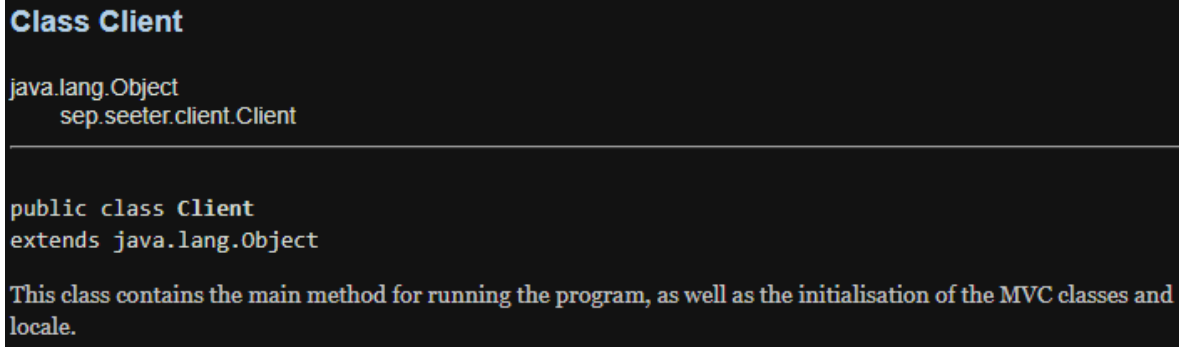 Class Client
java.lang.Object
sep.seeter.client.Client
public class Client
extends java.lang.Object
This class contains the main method for running the program, as well as the initialisation of the MVC classes and
locale.